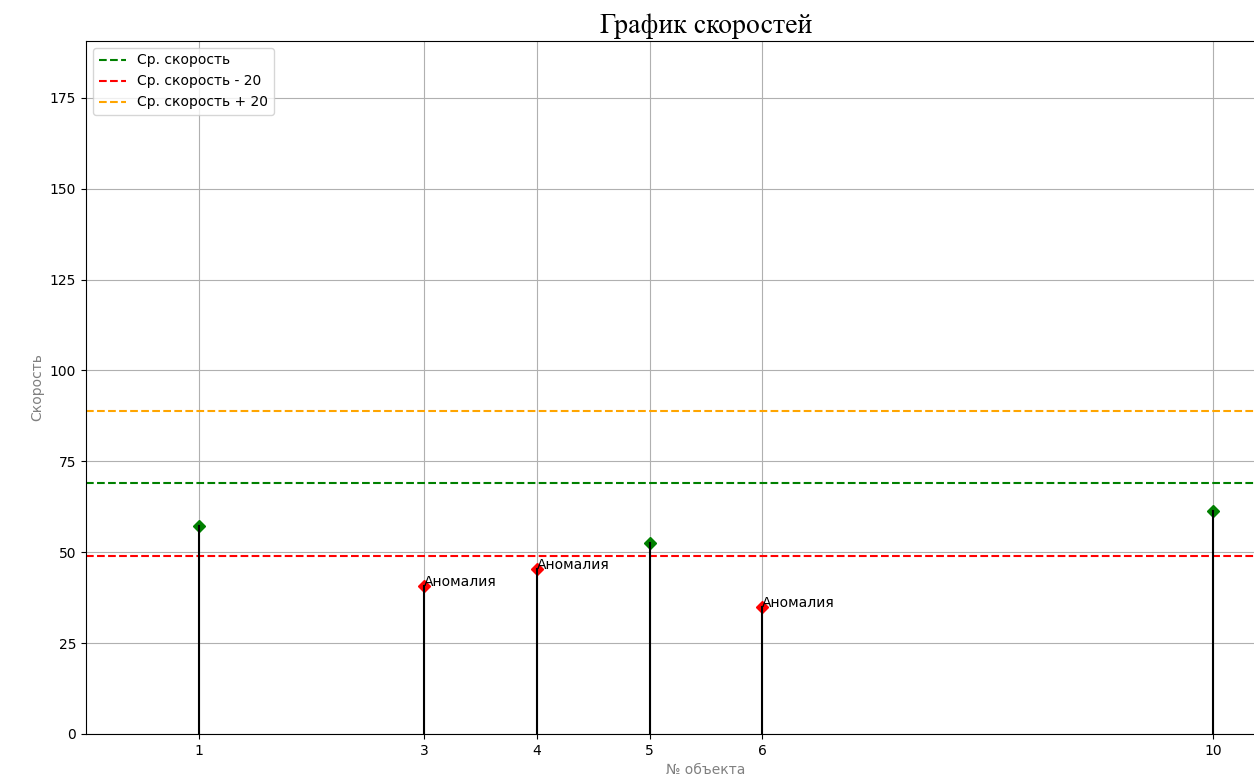 График скоростей
Ср. скорость
Ср. скорость - 20
Ср. скорость + 20
175
150
125
100
75
50
25
0
Скорость
Аномалия
Аномалия
Аномалия
1 3 4 5 6 10
№ объекта